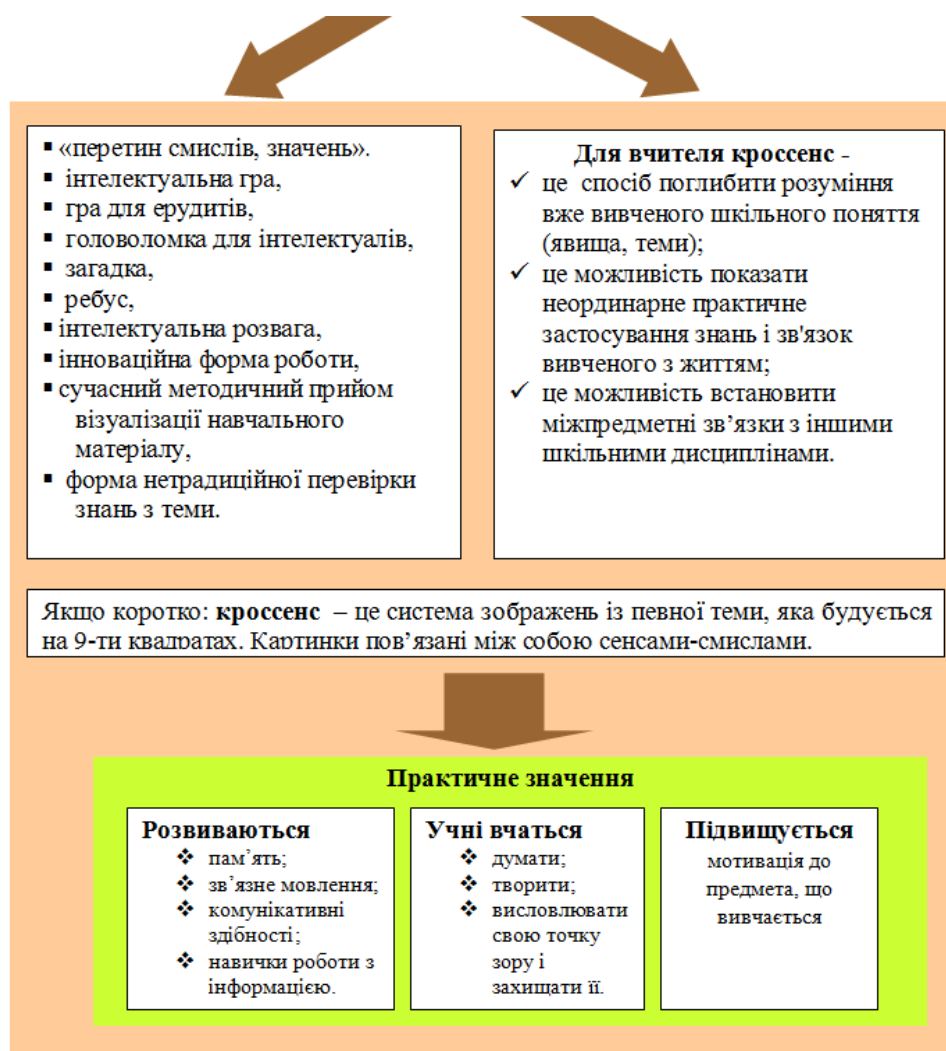 ▪ «перетин смислів, значень».
▪ інтелектуальна гра,
▪ гра для ерудитів,
▪ головоломка для інтелектуалів,
▪ загадка,
▪ ребус,
▪ інтелектуальна розвага,
▪ інноваційна форма роботи,
▪ сучасний методичний прийом
візуалізації навчального
матеріалу,
▪ форма нетрадиційної перевірки
знань з теми.
Для вчителя кроссенс -
✓ це спосіб поглибити розуміння
вже вивченого шкільного поняття
(явища, теми);
✓ це можливість показати
неординарне практичне
застосування знань і зв'язок
вивченого з життям;
✓ це можливість встановити
міжпредметні зв’язки з іншими
шкільними дисциплінами.
Якщо коротко: кроссенс – це система зображень із певної теми, яка будується
на 9-ти квадратах. Картинки пов’язані між собою сенсами-смислами.
Практичне значення
Розвиваються
❖ пам’ять;
❖ зв’язне мовлення;
❖ комунікативні
здібності;
❖ навички роботи з
інформацією.
Учні вчаться
❖ думати;
❖ творити;
❖ висловлювати
свою точку
зору і
захищати її.
Підвищується
мотивація до
предмета, що
вивчається